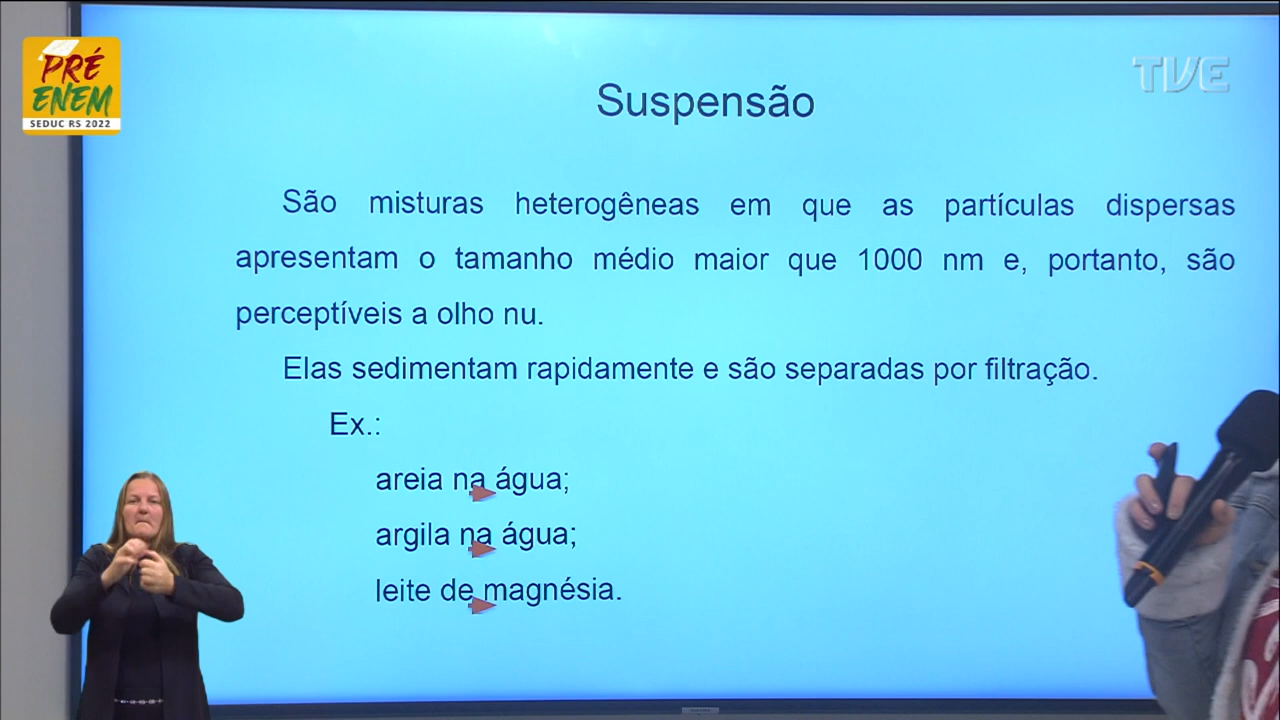 PRÉ
ENEM
SEDUC RS 2022
TVE
Suspensão
São misturas heterogêneas em que as partículas dispersas
apresentam o tamanho médio maior que 1000 nm e, portanto, são
perceptíveis a olho nu.
Elas sedimentam rapidamente e são separadas por filtração.
Ex.:
areia na água;
argila na água;
leite de magnésia.